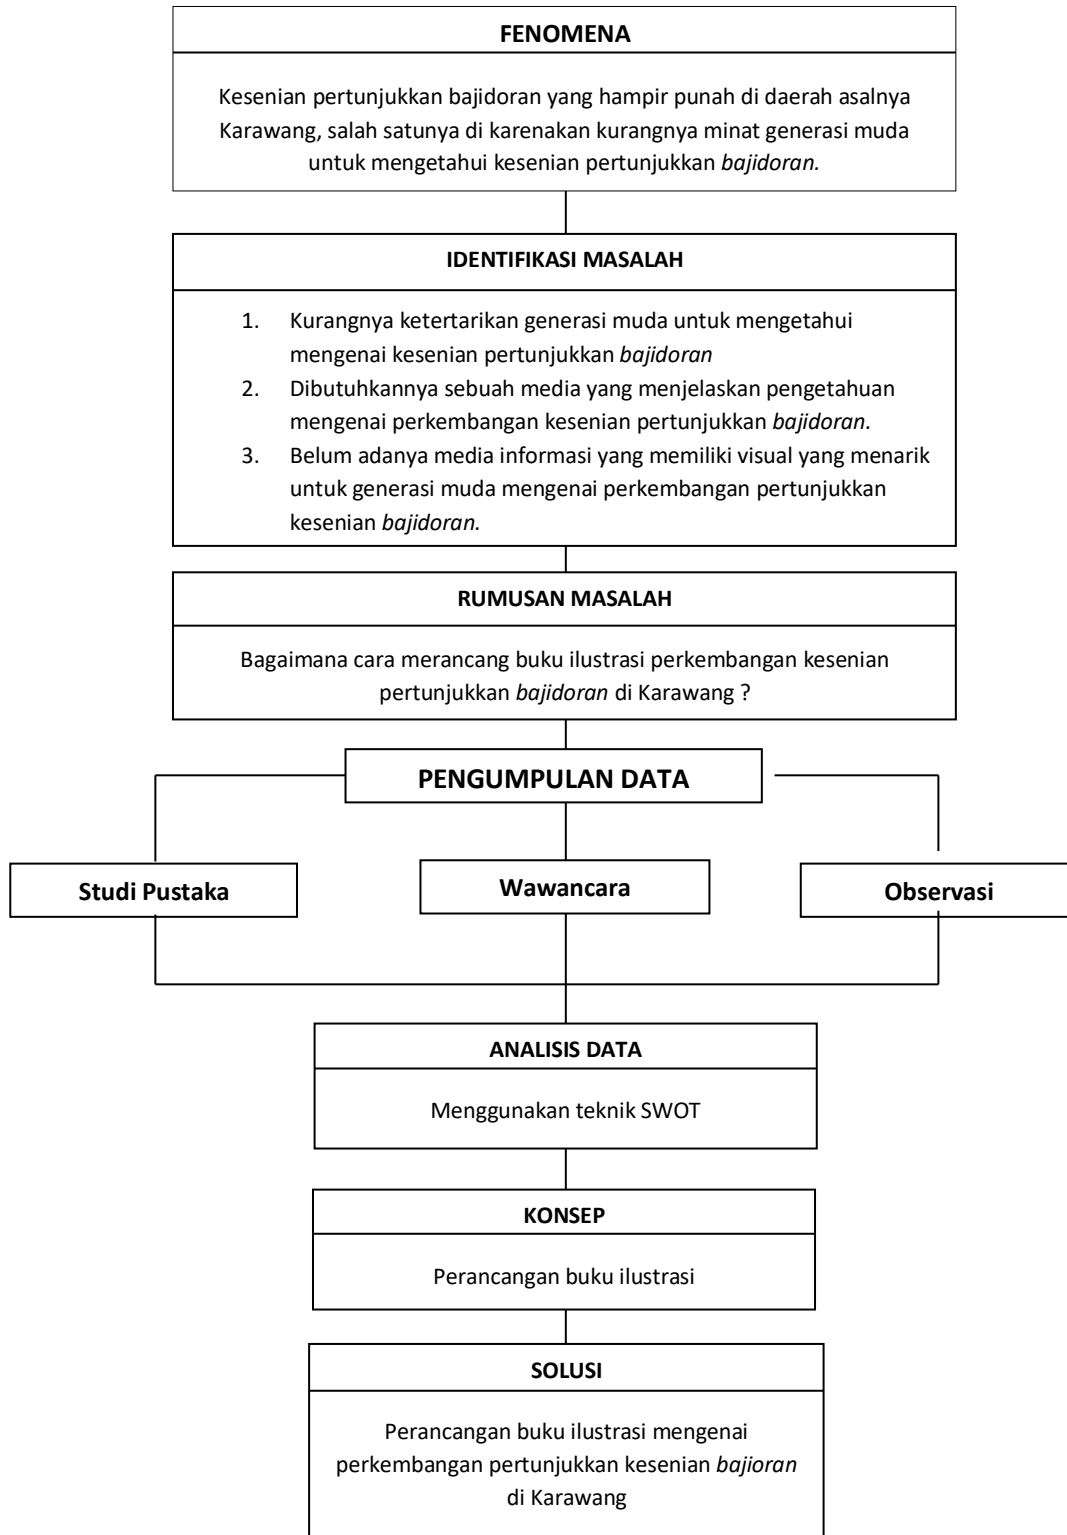 FENOMENA
Kesenian pertunjukkan bajidoran yang hampir punah di daerah asalnya
Karawang, salah satunya di karenakan kurangnya minat generasi muda
untuk mengetahui kesenian pertunjukkan bajidoran.
IDENTIFIKASI MASALAH
1. Kurangnya ketertarikan generasi muda untuk mengetahui
mengenai kesenian pertunjukkan bajidoran
2. Dibutuhkannya sebuah media yang menjelaskan pengetahuan
mengenai perkembangan kesenian pertunjukkan bajidoran.
3. Belum adanya media informasi yang memiliki visual yang menarik
untuk generasi muda mengenai perkembangan pertunjukkan
kesenian bajidoran.
RUMUSAN MASALAH
Bagaimana cara merancang buku ilustrasi perkembangan kesenian
pertunjukkan bajidoran di Karawang ?
PENGUMPULAN DATA
Studi Pustaka
Wawancara
Observasi
ANALISIS DATA
Menggunakan teknik SWOT
KONSEP
Perancangan buku ilustrasi
SOLUSI
Perancangan buku ilustrasi mengenai
perkembangan pertunjukkan kesenian bajioran
di Karawang